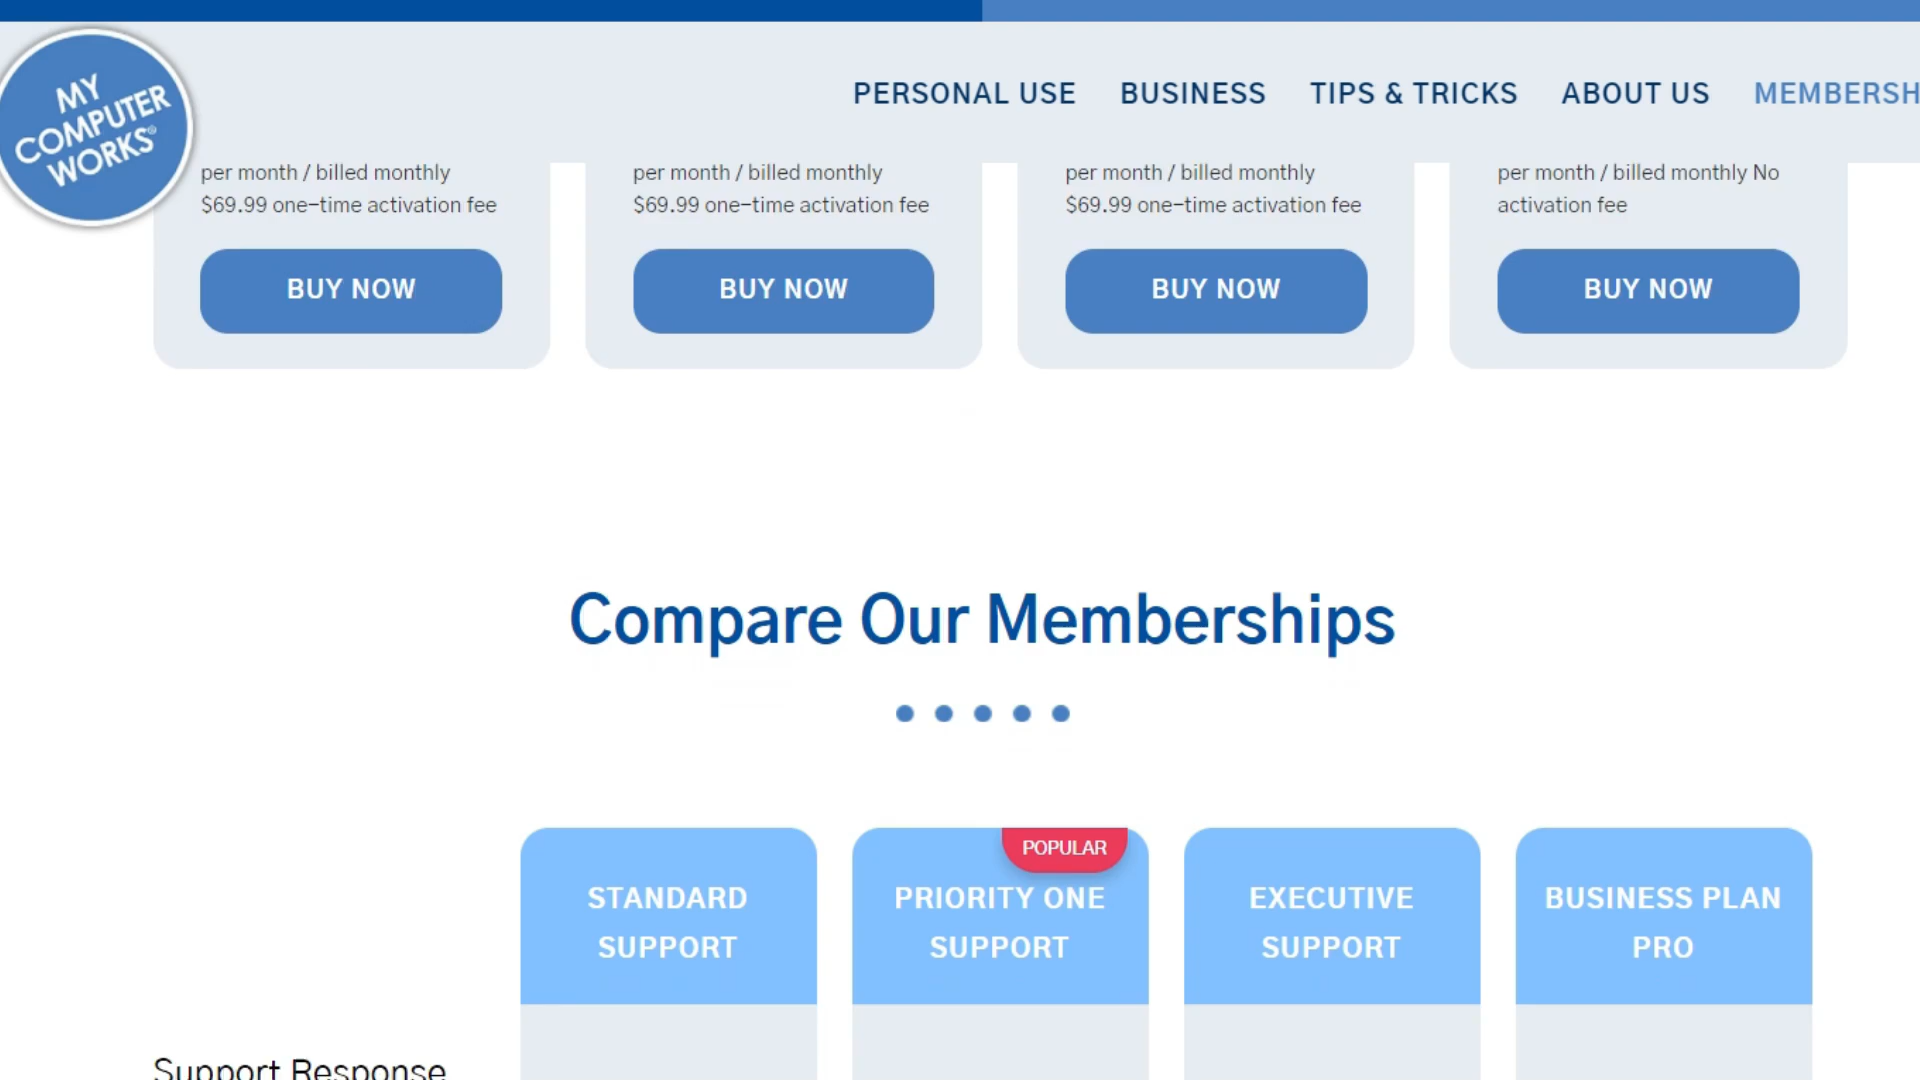 MY
COMPUTER
WORKS®
PERSONAL USE BUSINESS TIPS & TRICKS ABOUT US MEMBERSH
per month / billed monthly
$69.99 one-time activation fee
BUY NOW
per month / billed monthly
$69.99 one-time activation fee
BUY NOW
per month / billed monthly
$69.99 one-time activation fee
BUY NOW
per month / billed monthly No
activation fee
BUY NOW
Compare Our Memberships
STANDARD
SUPPORT
POPULAR
PRIORITY ONE
SUPPORT
EXECUTIVE
SUPPORT
BUSINESS PLAN
PRO
Support Response